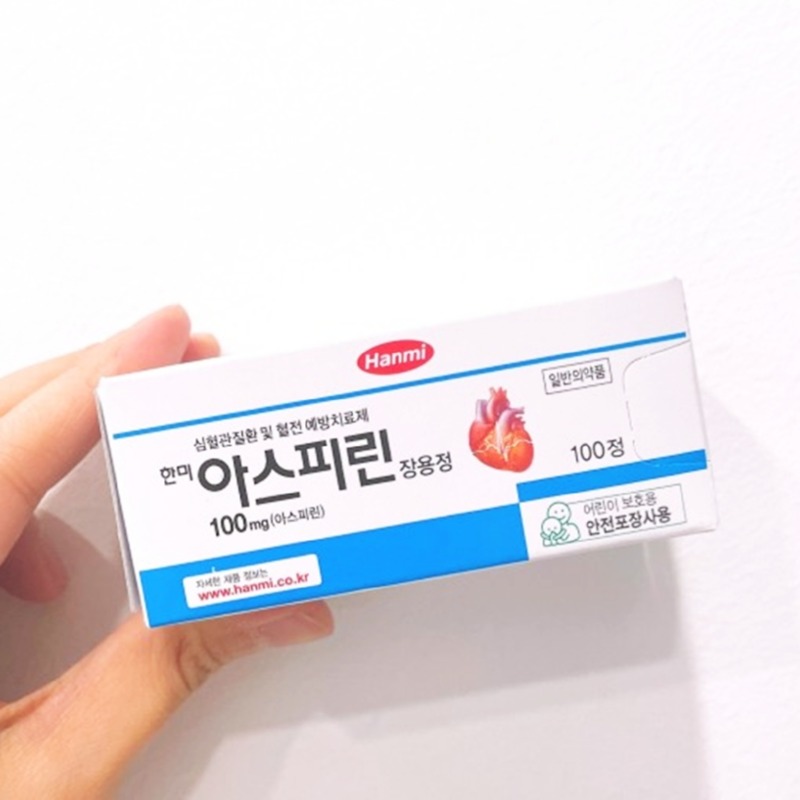 Hanmi
일반의약품
심혈관질환 및 혈전 예방치료제
한미 아스피린 장용정
100mg (아스피린)
100정
어린이 보호용
안전포장사용
자세한 제품 정보는
www.hanmi.co.kr